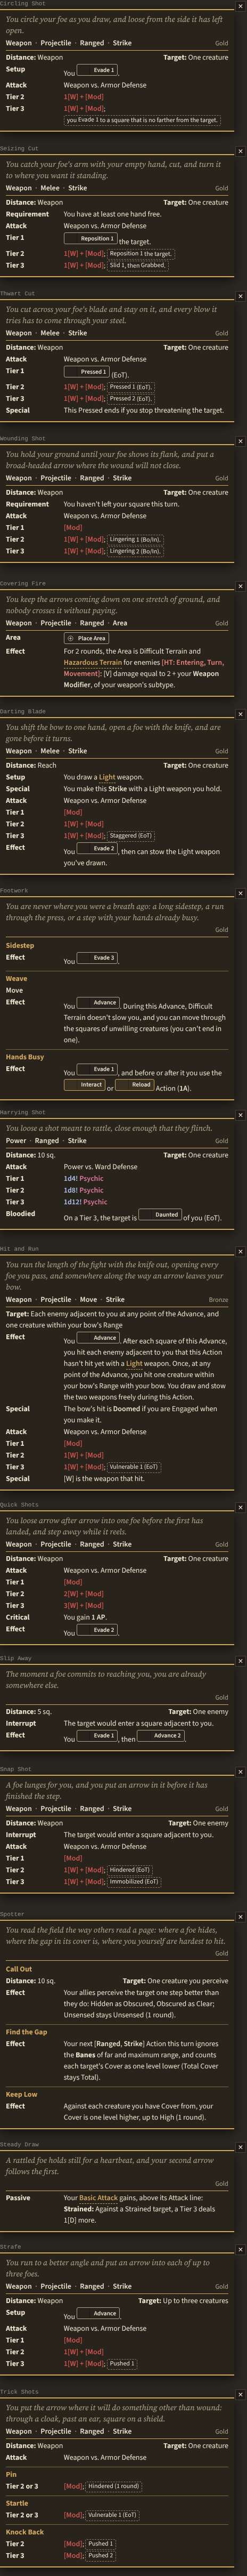 Circling Shot
You circle your foe as you draw, and loose from the side it has left
open.
Weapon · Projectile · Ranged · Strike Gold
Distance: Weapon Target: One creature
Setup You Evade 1.
Attack Weapon vs. Armor Defense
Tier 2 1[W] + [Mod]
Tier 3 1[W] + [Mod];
you Evade 1 to a square that is no farther from the target.
Seizing Cut
You catch your foe's arm with your empty hand, cut, and turn it
to where you want it standing.
Weapon · Melee · Strike Gold
Distance: Weapon Target: One creature
Requirement You have at least one hand free.
Attack Weapon vs. Armor Defense
Tier 1 Reposition 1 the target.
Tier 2 1[W] + [Mod]; Reposition 1 the target.
Tier 3 1[W] + [Mod]; Slid 1, then Grabbed.
Thwart Cut
You cut across your foe's blade and stay on it, and every blow it
tries has to come through your steel.
Weapon · Melee · Strike Gold
Distance: Weapon Target: One creature
Attack Weapon vs. Armor Defense
Tier 1 Pressed 1 (EoT).
Tier 2 1[W] + [Mod]; Pressed 1 (EoT).
Tier 3 1[W] + [Mod]; Pressed 2 (EoT).
Special This Pressed ends if you stop threatening the target.
Wounding Shot
You hold your ground until your foe shows its flank, and put a
broad-headed arrow where the wound will not close.
Weapon · Projectile · Ranged · Strike Gold
Distance: Weapon Target: One creature
Requirement You haven't left your square this turn.
Attack Weapon vs. Armor Defense
Tier 1 [Mod]
Tier 2 1[W] + [Mod]; Lingering 1 (Bo/In).
Tier 3 1[W] + [Mod]; Lingering 2 (Bo/In).
Covering Fire
You keep the arrows coming down on one stretch of ground, and
nobody crosses it without paying.
Weapon · Projectile · Ranged · Area Gold
Area Place Area
Effect For 2 rounds, the Area is Difficult Terrain and
Hazardous Terrain for enemies [HT: Entering, Turn,
Movement]: [V] damage equal to 2 + your Weapon
Modifier, of your weapon's subtype.
Darting Blade
You shift the bow to one hand, open a foe with the knife, and are
gone before it turns.
Weapon · Melee · Strike Gold
Distance: Reach Target: One creature
Setup You draw a Light weapon.
Special You make this Strike with a Light Weapon you hold.
Attack Weapon vs. Armor Defense
Tier 1 [Mod]
Tier 2 1[W] + [Mod]
Tier 3 1[W] + [Mod]; Staggered (EoT)
Effect You Evade 2, then can stow the Light weapon
you've drawn.
Footwork
You are never where you were a breath ago: a long sidestep, a run
through the press, or a step with your hands already busy.
Gold
Sidestep
Effect You Evade 3.
Weave
Move
Effect You Advance. During this Advance, Difficult
Terrain doesn't slow you, and you can move through
the squares of unwilling creatures (you can't end in
one).
Hands Busy
Effect You Evade 1, and before or after it you use the
Interact or Reload Action (1A).
Harrying Shot
You loose a shot meant to rattle, close enough that they flinch.
Power · Ranged · Strike Gold
Distance: 10 sq. Target: One creature
Attack Power vs. Ward Defense
Tier 1 1d4! Psychic
Tier 2 1d8! Psychic
Tier 3 1d12! Psychic
Bloodied On a Tier 3, the target is Daunted of you (EoT).
Hit and Run
You run the length of the fight with the knife out, opening every
foe you pass, and somewhere along the way an arrow leaves your
bow.
Weapon · Projectile · Move · Strike Bronze
Target: Each enemy adjacent to you at any point of the Advance, and
one creature within your bow's Range
Effect You Advance. After each square of this Advance,
you hit each enemy adjacent to you that this Action
hasn't hit yet with a Light weapon. Once, at any
point of the Advance, you hit one creature within
your bow's Range with your bow. You draw and stow
the two weapons freely during this Action.
Special The bow's hit is Doomed if you are Engaged when
you make it.
Attack Weapon vs. Armor Defense
Tier 1 [Mod]
Tier 2 1[W] + [Mod]
Tier 3 1[W] + [Mod]; Vulnerable 1 (EoT)
Special [W] is the weapon that hit.
Quick Shots
You loose arrow after arrow into one foe before the first has
landed, and step away while it reels.
Weapon · Projectile · Ranged · Strike Gold
Distance: Weapon Target: One creature
Attack Weapon vs. Armor Defense
Tier 1 [Mod]
Tier 2 2[W] + [Mod]
Tier 3 3[W] + [Mod]
Critical You gain 1 AP.
Effect You Evade 2.
Slip Away
The moment a foe commits to reaching you, you are already
somewhere else.
Gold
Distance: 5 sq. Target: One enemy
Interrupt The target would enter a square adjacent to you.
Effect You Evade 1, then Advance 2.
Snap Shot
A foe lunges for you, and you put an arrow in it before it has
finished the step.
Weapon · Projectile · Ranged · Strike Gold
Distance: Weapon Target: One enemy
Interrupt The target would enter a square adjacent to you.
Attack Weapon vs. Armor Defense
Tier 1 [Mod]
Tier 2 1[W] + [Mod]; Hindered (EoT)
Tier 3 1[W] + [Mod]; Immobilized (EoT)
Spotter
You read the field the way others read a page: where a foe hides,
where the gap in its cover is, where you yourself are hardest to hit.
Gold
Call Out
Distance: 10 sq. Target: One creature you perceive
Effect Your allies perceive the target one step better than
they do: Hidden as Obscured, Obscured as Clear;
Unsensed stays Unsensed (1 round).
Find the Gap
Effect Your next [Ranged, Strike] Action this turn ignores
the Banes of far and maximum range, and counts
each target's Cover as one level lower (Total Cover
stays Total).
Keep Low
Effect Against each creature you have Cover from, your
Cover is one level higher, up to High (1 round).
Steady Draw
A rattled foe holds still for a heartbeat, and your second arrow
follows the first.
Gold
Passive Your Basic Attack gains, above its Attack line:
Strained: Against a Strained target, a Tier 3 deals
1[D] more.
Strafe
You run to a better angle and put an arrow into each of up to
three foes.
Weapon · Projectile · Ranged · Strike Gold
Distance: Weapon Target: Up to three creatures
Setup You Advance.
Attack Weapon vs. Armor Defense
Tier 1 [Mod]
Tier 2 1[W] + [Mod]
Tier 3 1[W] + [Mod]; Pushed 1
Trick Shots
You put the arrow where it will do something other than wound:
through a cloak, past an ear, square on a shield.
Weapon · Projectile · Ranged · Strike Gold
Distance: Weapon Target: One creature
Attack Weapon vs. Armor Defense
Pin
Tier 2 or 3 [Mod]; Hindered (1 round)
Startle
Tier 2 or 3 [Mod]; Vulnerable 1 (EoT)
Knock Back
Tier 2 [Mod]; Pushed 1
Tier 3 [Mod]; Pushed 2